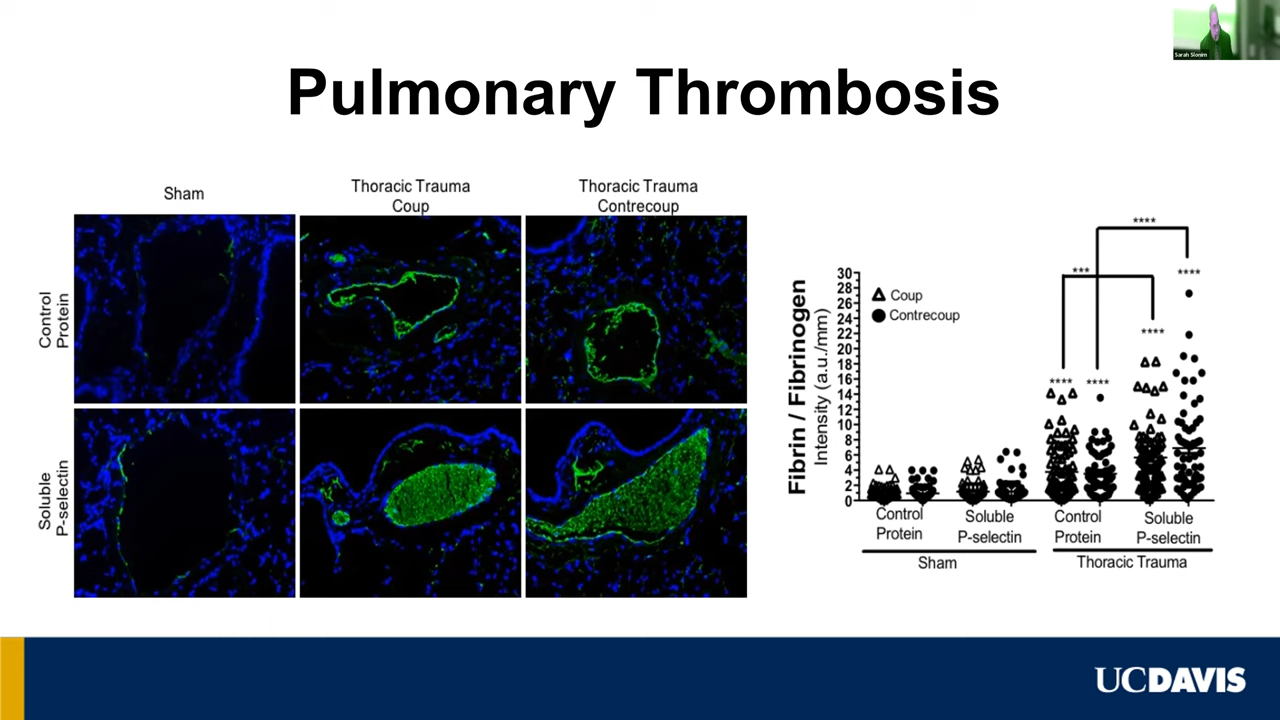 Sarah Slonim
Pulmonary Thrombosis
Sham
Thoracic Trauma
Coup
Thoracic Trauma
Contrecoup
Control
Protein
Soluble
P-selectin
Fibrin / Fibrinogen
Intensity (a.u./mm)
30
28
26
24
22
20
18
16
14
12
10
8
6
4
2
0
Coup
Contrecoup
****
***
****
****
****
****
Control
Protein
Soluble
P-selectin
Control
Protein
Soluble
P-selectin
Sham
Thoracic Trauma
UCDAVIS